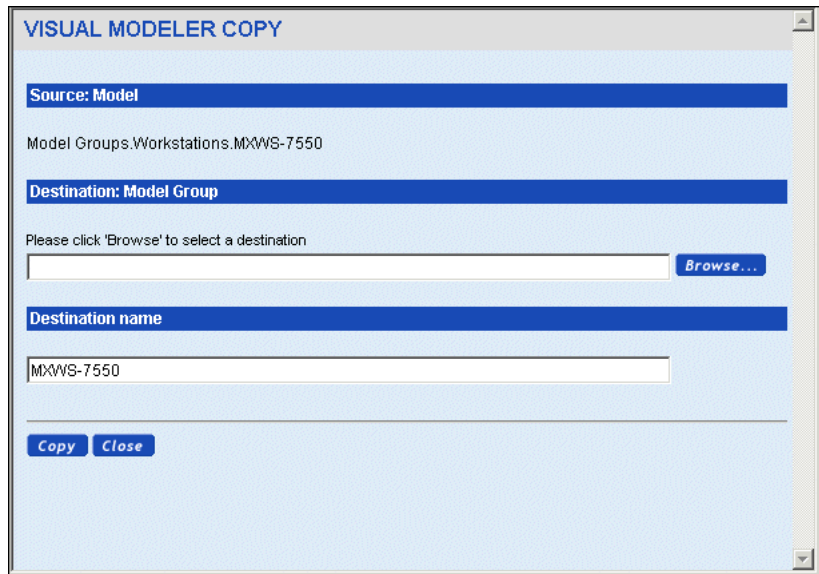 VISUAL MODELER COPY
Source: Model
Model Groups.Workstations.MXWS-7550
Destination: Model Group
Please click 'Browse' to select a destination
Browse...
Destination name
MXWS-7550
Copy Close